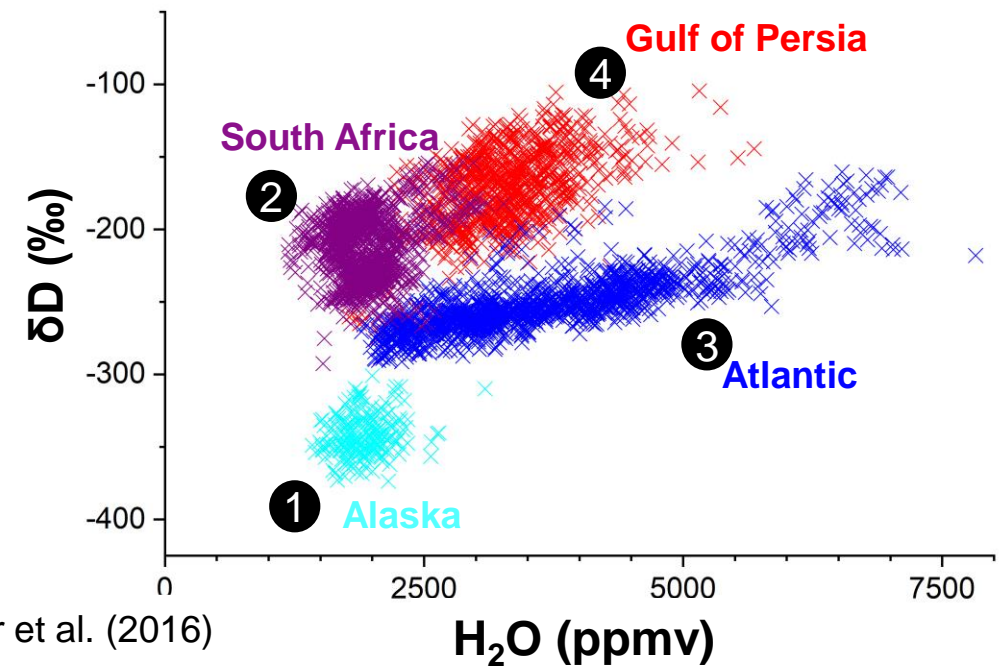 Gulf of Persia
4
-100
South Africa
2
-200
δD (‰)
-300
3
Atlantic
1
Alaska
-400
0 2500 5000 7500
et al. (2016)
H₂O (ppmv)